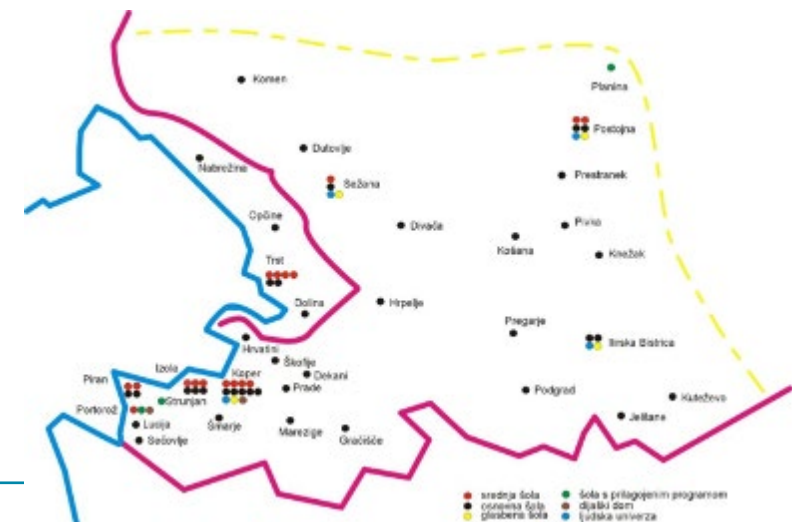 Komen
Planina
Postojna
Dutovlje
Nabrežina
Prestranek
Sežana
Opčine
Divača
Pivka
Košana
Knežak
Trst
Dolina
Hrpelje
Pregarje
Hrvatini
Ilirska Bistrica
Škofije
Izola
Koper
Dekani
Piran
Prade
Podgrad
Kuteževo
Portorož
Strunjan
Lucija
Šmarje
Marezige
Gračišče
Jelšane
Sečovlje
srednja šola
osnovna šola
glasbena šola
šola s prilagojenim programom
dijaški dom
ljudska univerza